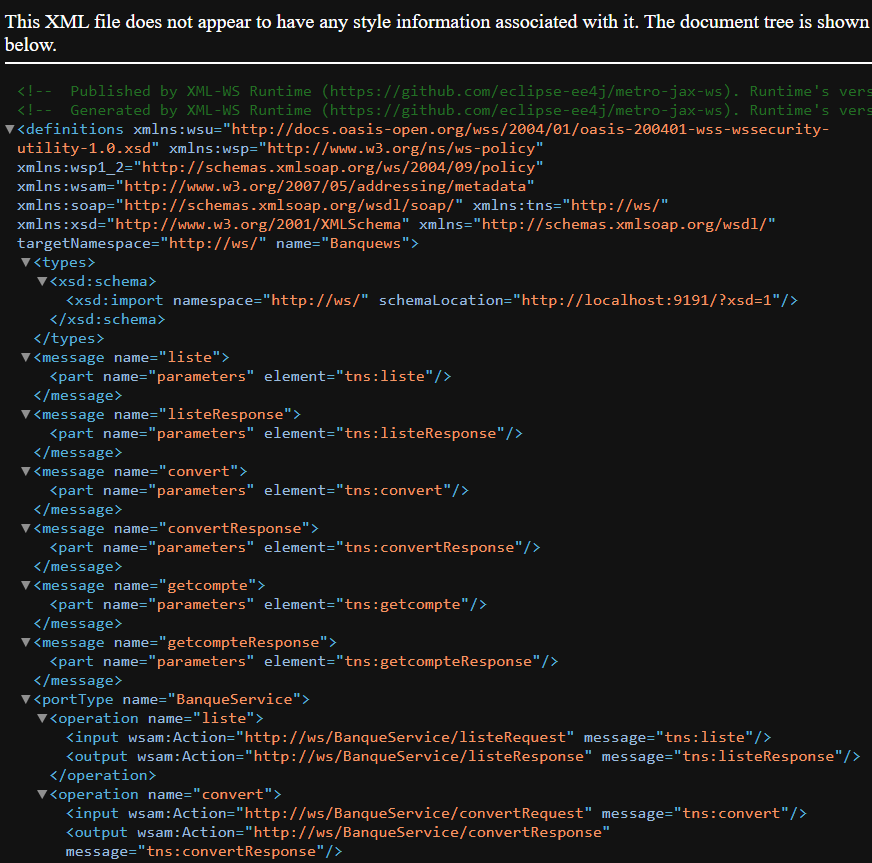 This XML file does not appear to have any style information associated with it. The document tree is shown
below.
<!--  Published by XML-WS Runtime (https://github.com/eclipse-ee4j/metro-jax-ws). Runtime's vers
<!--  Generated by XML-WS Runtime (https://github.com/eclipse-ee4j/metro-jax-ws). Runtime's vers
▼<definitions xmlns:wsu="http://docs.oasis-open.org/wss/2004/01/oasis-200401-wss-wssecurity-
utility-1.0.xsd" xmlns:wsp="http://www.w3.org/ns/ws-policy"
xmlns:wsp1_2="http://schemas.xmlsoap.org/ws/2004/09/policy"
xmlns:wsam="http://www.w3.org/2007/05/addressing/metadata"
xmlns:soap="http://schemas.xmlsoap.org/wsdl/soap/" xmlns:tns="http://ws/"
xmlns:xsd="http://www.w3.org/2001/XMLSchema" xmlns="http://schemas.xmlsoap.org/wsdl/"
targetNamespace="http://ws/" name="Banquews">
▼<types>
▼<xsd:schema>
<xsd:import namespace="http://ws/" schemaLocation="http://localhost:9191/?xsd=1"/>
</xsd:schema>
</types>
▼<message name="liste">
<part name="parameters" element="tns:liste"/>
</message>
▼<message name="listeResponse">
<part name="parameters" element="tns:listeResponse"/>
</message>
▼<message name="convert">
<part name="parameters" element="tns:convert"/>
</message>
▼<message name="convertResponse">
<part name="parameters" element="tns:convertResponse"/>
</message>
▼<message name="getcompte">
<part name="parameters" element="tns:getcompte"/>
</message>
▼<message name="getcompteResponse">
<part name="parameters" element="tns:getcompteResponse"/>
</message>
▼<portType name="BanqueService">
▼<operation name="liste">
<input wsam:Action="http://ws/BanqueService/listeRequest" message="tns:liste"/>
<output wsam:Action="http://ws/BanqueService/listeResponse" message="tns:listeResponse"/>
</operation>
▼<operation name="convert">
<input wsam:Action="http://ws/BanqueService/convertRequest" message="tns:convert"/>
<output wsam:Action="http://ws/BanqueService/convertResponse"
message="tns:convertResponse"/>